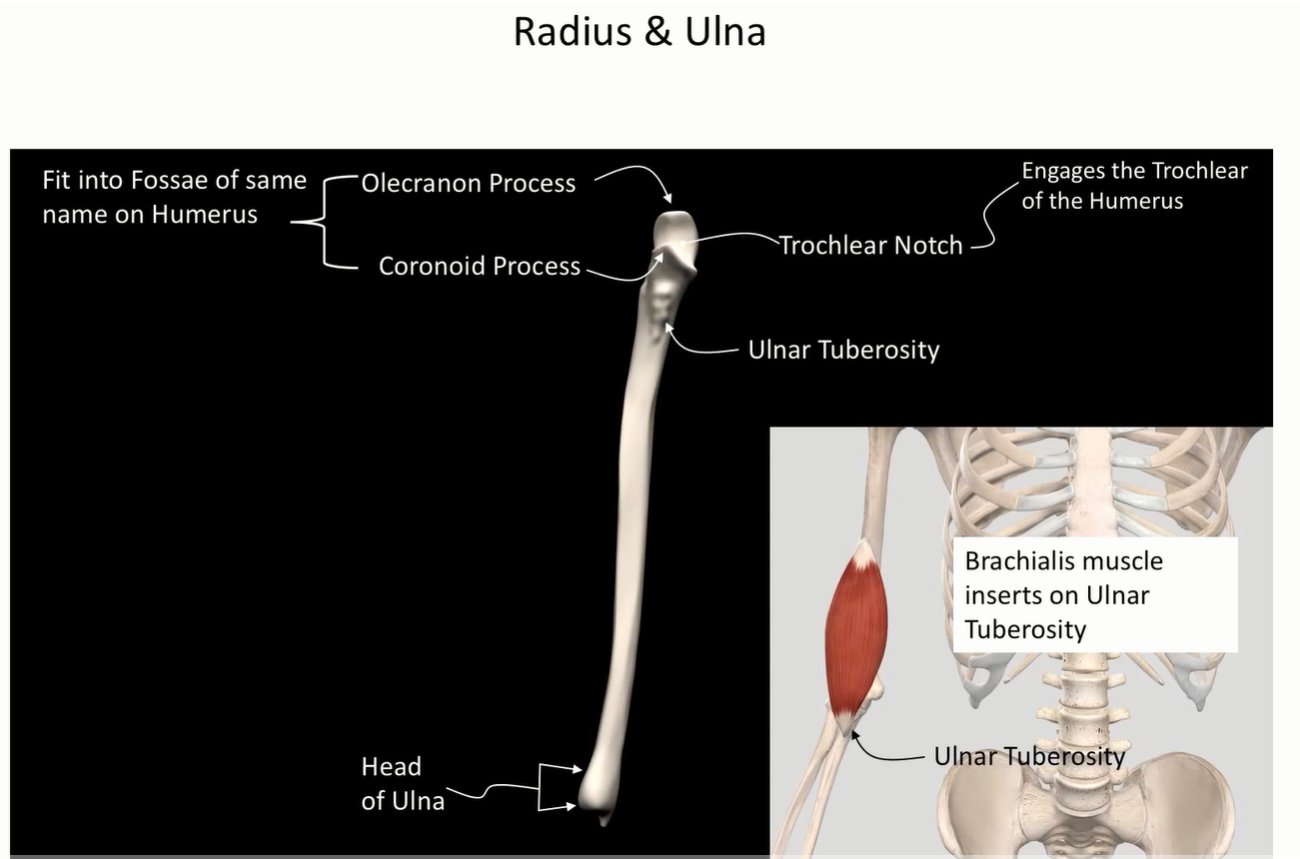 Radius & Ulna
Fit into Fossae of same
name on Humerus
Olecranon Process
Coronoid Process
Engages the Trochlear
of the Humerus
Trochlear Notch
Ulnar Tuberosity
Brachialis muscle
inserts on Ulnar
Tuberosity
Ulnar Tuberosity
Head
of Ulna